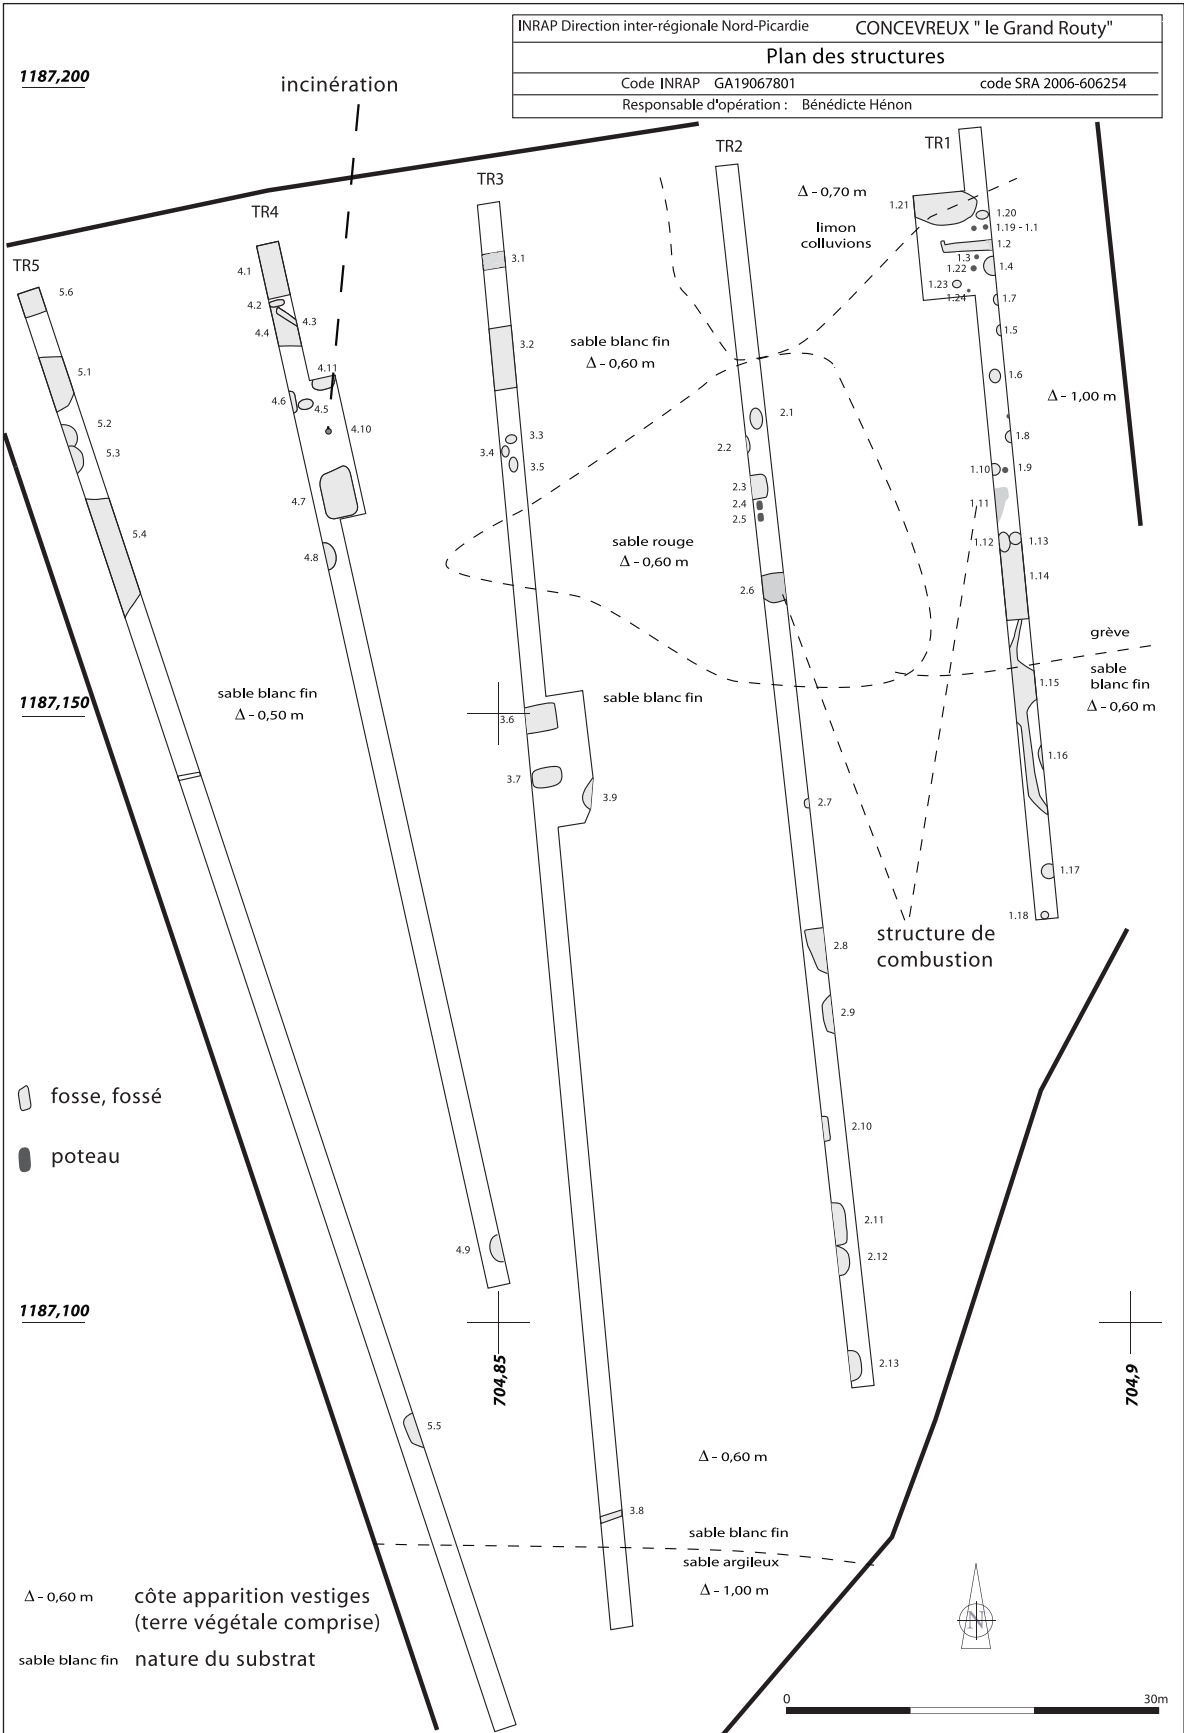 INRAP Direction inter-régionale Nord-Picardie CONCEVREUX " le Grand Routy"
Plan des structures
Code INRAP GA19067801 code SRA 2006-606254
Responsable d'opération : Bénédicte Hénon
1187,200
incinération
TR1
TR2
TR3
TR4
TR5
Δ - 0,70 m
limon
colluvions
1.21
1.20
1.19 - 1.1
1.2
1.3
1.22
1.4
1.23
1.24
1.7
1.5
1.6
Δ - 1,00 m
1.8
1.10
1.9
1.11
1.12
1.13
1.14
grève
sable
blanc fin
Δ - 0,60 m
1.15
1.16
1.17
1.18
2.1
2.2
2.3
2.4
2.5
2.6
2.7
2.8
2.9
2.10
2.11
2.12
2.13
sable blanc fin
Δ - 0,60 m
sable rouge
Δ - 0,60 m
sable blanc fin
structure de
combustion
3.1
3.2
3.3
3.4
3.5
3.6
3.7
3.9
3.8
4.1
4.2
4.3
4.4
4.11
4.6
4.5
4.10
4.7
4.8
4.9
5.6
5.1
5.2
5.3
5.4
5.5
sable blanc fin
Δ - 0,50 m
1187,150
fosse, fossé
poteau
1187,100
704,85
704,9
Δ - 0,60 m
sable blanc fin
sable argileux
Δ - 1,00 m
Δ - 0,60 m côte apparition vestiges
(terre végétale comprise)
sable blanc fin nature du substrat
N
0 30m